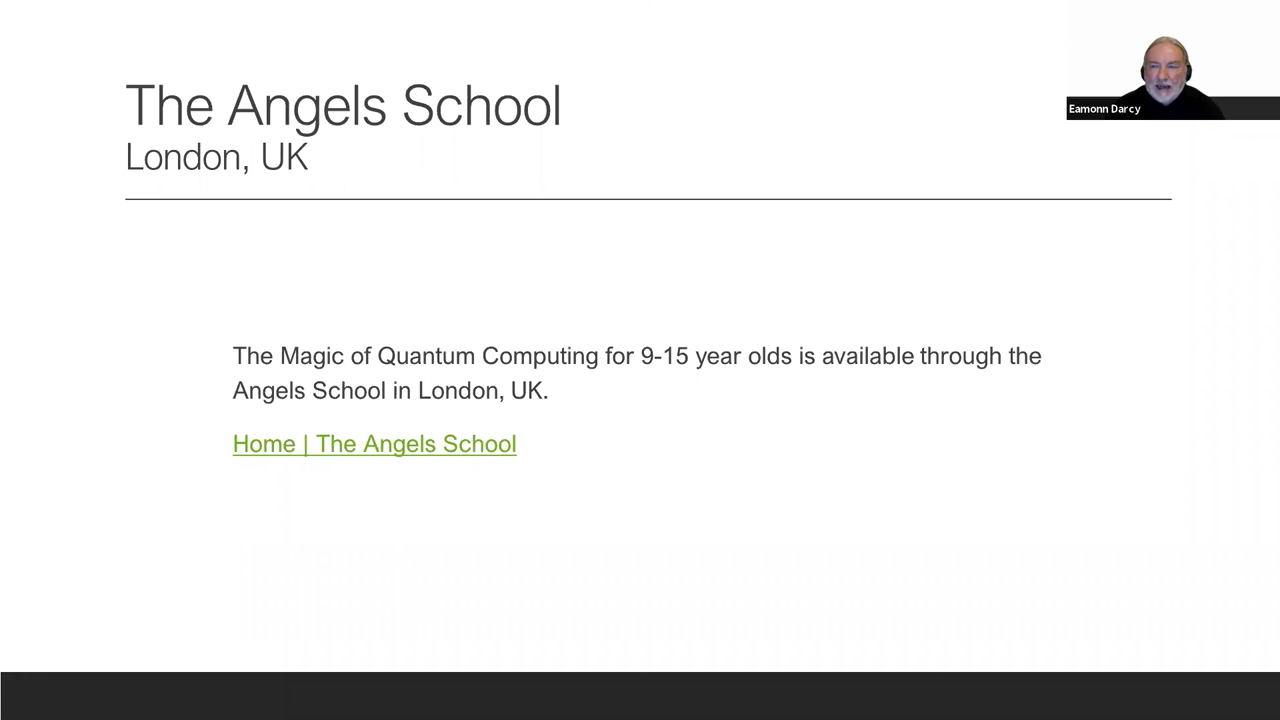 The Angels School
London, UK
Eamonn Darcy
The Magic of Quantum Computing for 9-15 year olds is available through the
Angels School in London, UK.
Home | The Angels School